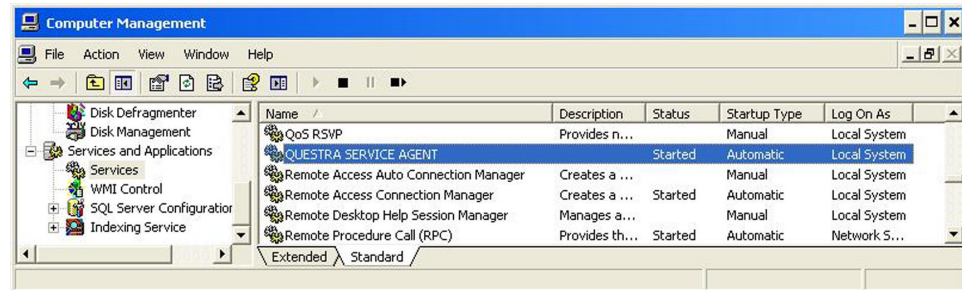 Computer Management
File Action View Window Help
Disk Defragmenter
Disk Management
Services and Applications
Services
WMI Control
SQL Server Configuration
Indexing Service
Name Description Status Startup Type Log On As
QoS RSVP Provides n... Manual Local System
QUESTRA SERVICE AGENT Started Automatic Local System
Remote Access Auto Connection Manager Creates a ... Manual Local System
Remote Access Connection Manager Creates a ... Started Automatic Local System
Remote Desktop Help Session Manager Manages a... Manual Local System
Remote Procedure Call (RPC) Provides th... Started Automatic Network S...
Extended Standard